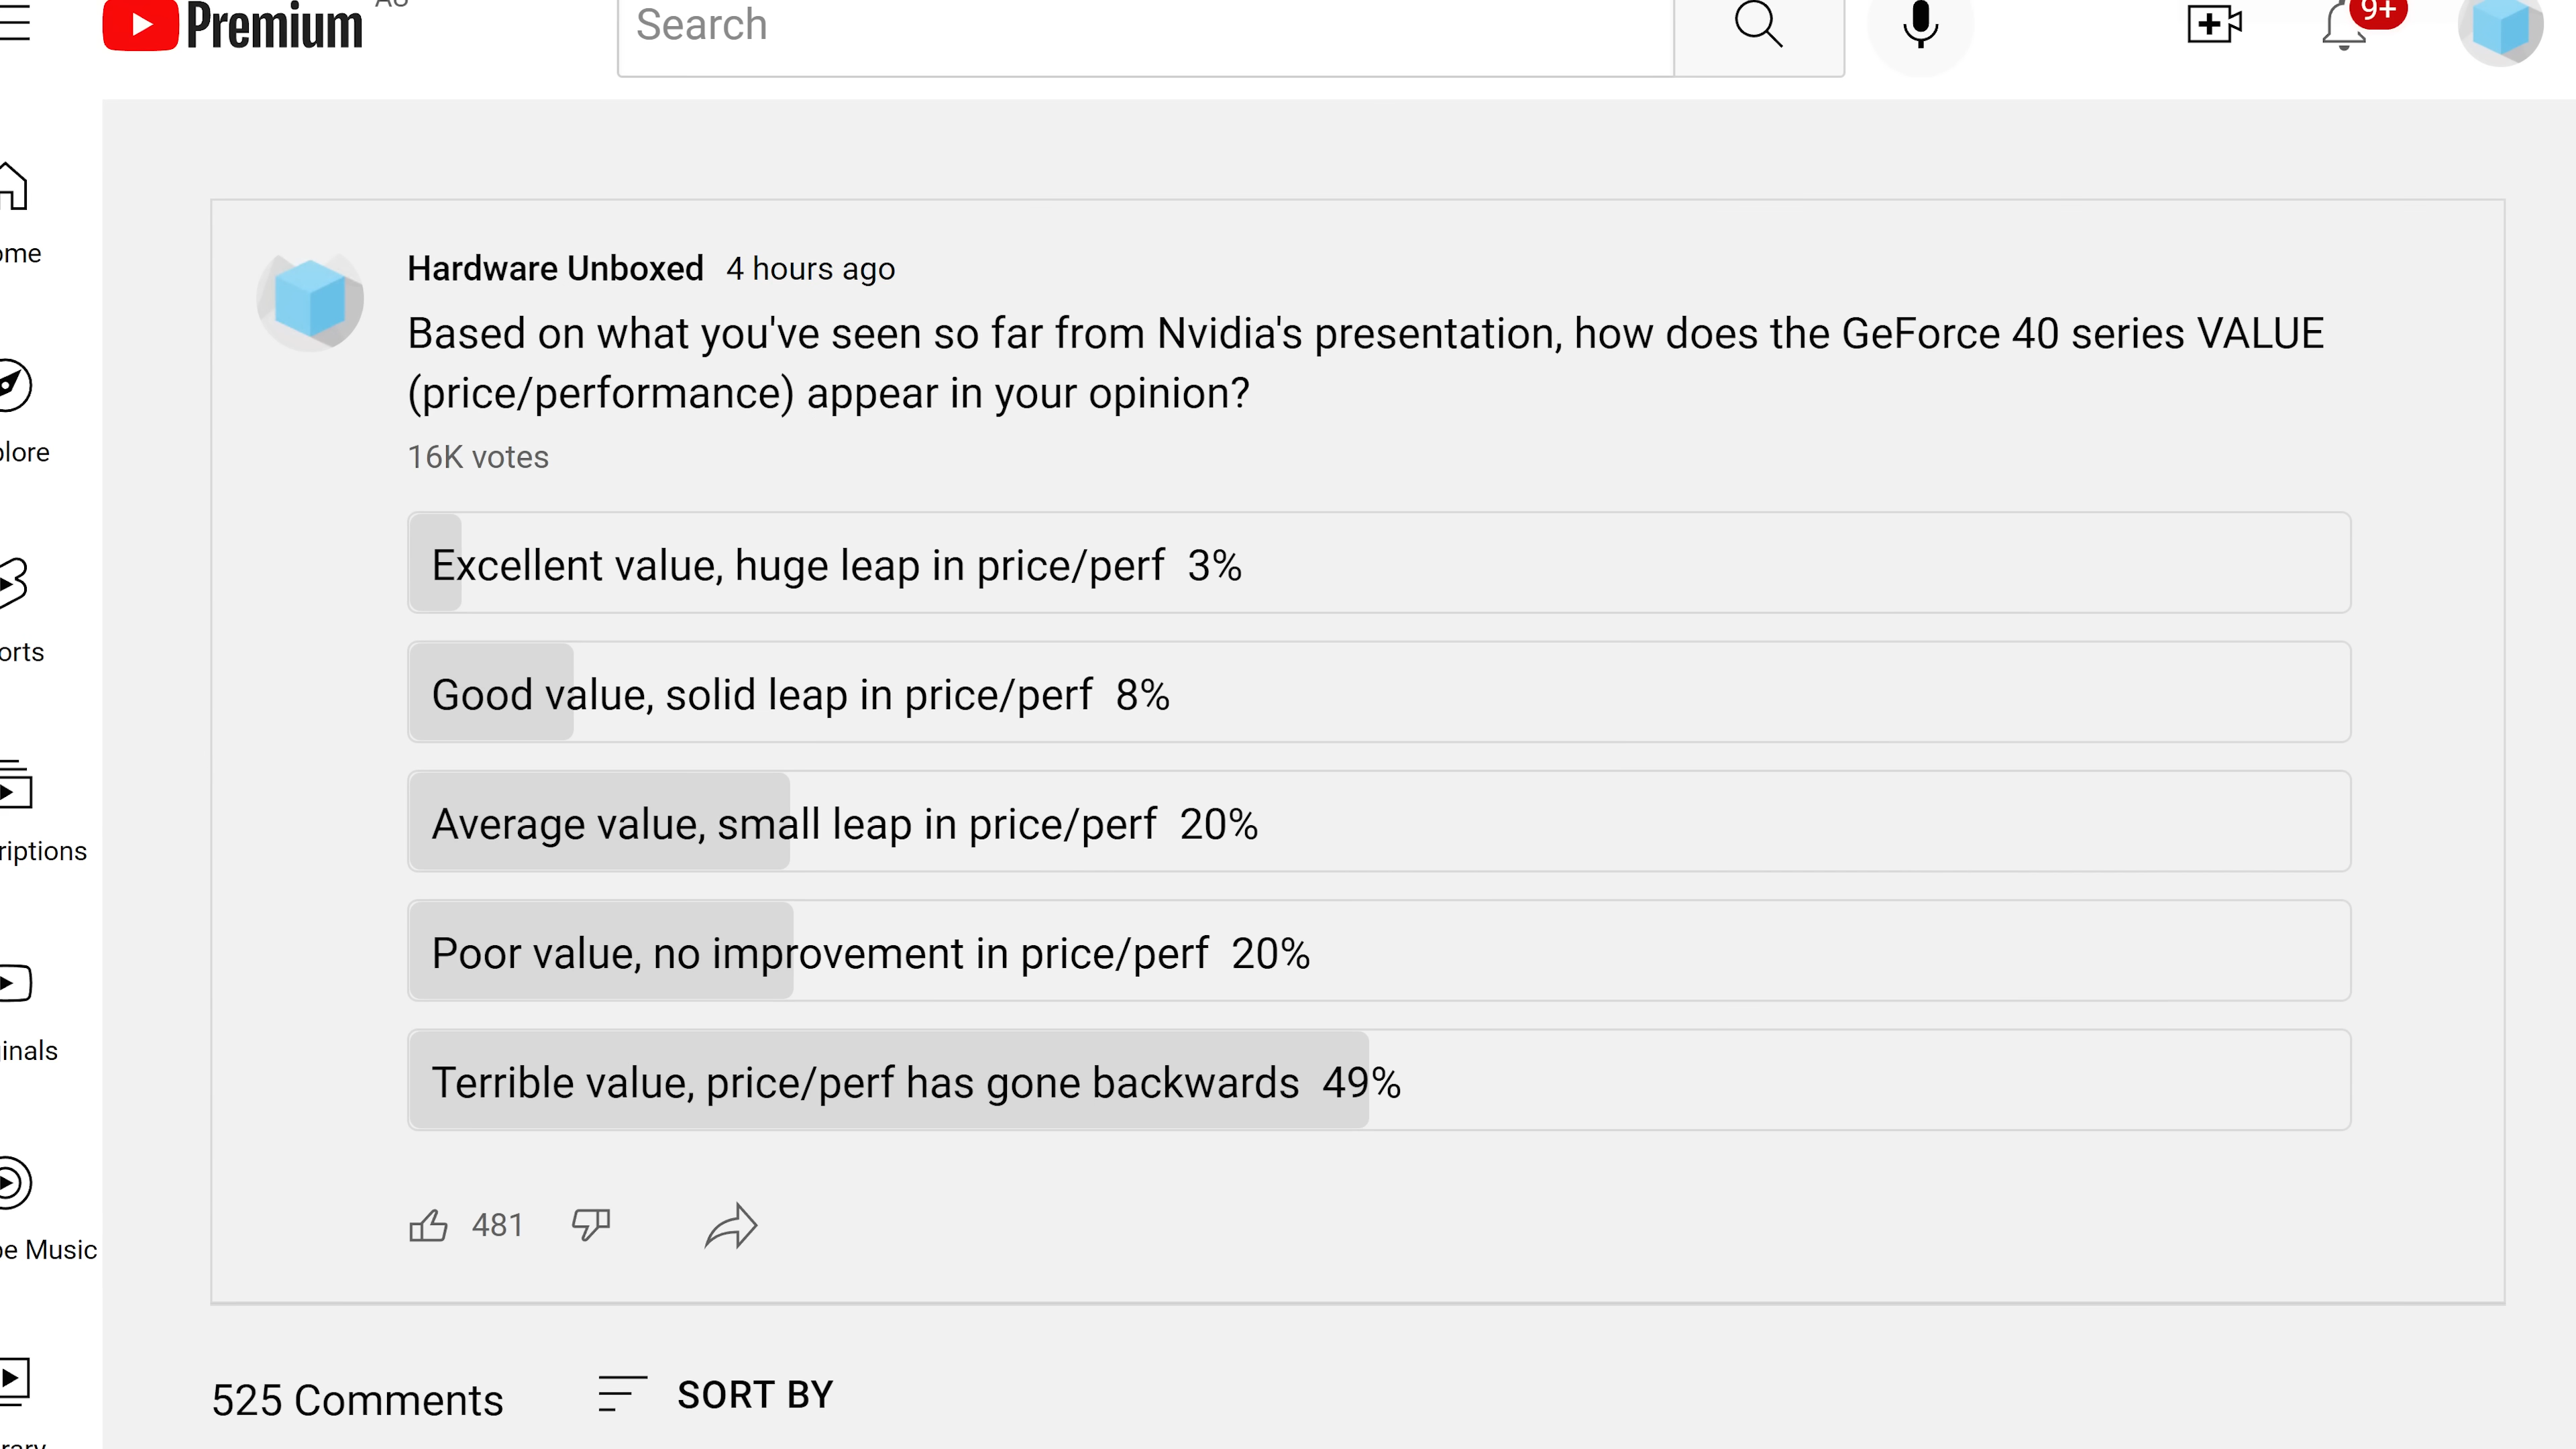 Premium
Search
9+
ome
Hardware Unboxed 4 hours ago
Based on what you've seen so far from Nvidia's presentation, how does the GeForce 40 series VALUE
(price/performance) appear in your opinion?
plore
16K votes
Excellent value, huge leap in price/perf 3%
orts
Good value, solid leap in price/perf 8%
Average value, small leap in price/perf 20%
riptions
Poor value, no improvement in price/perf 20%
inals
Terrible value, price/perf has gone backwards 49%
481
be Music
525 Comments
SORT BY